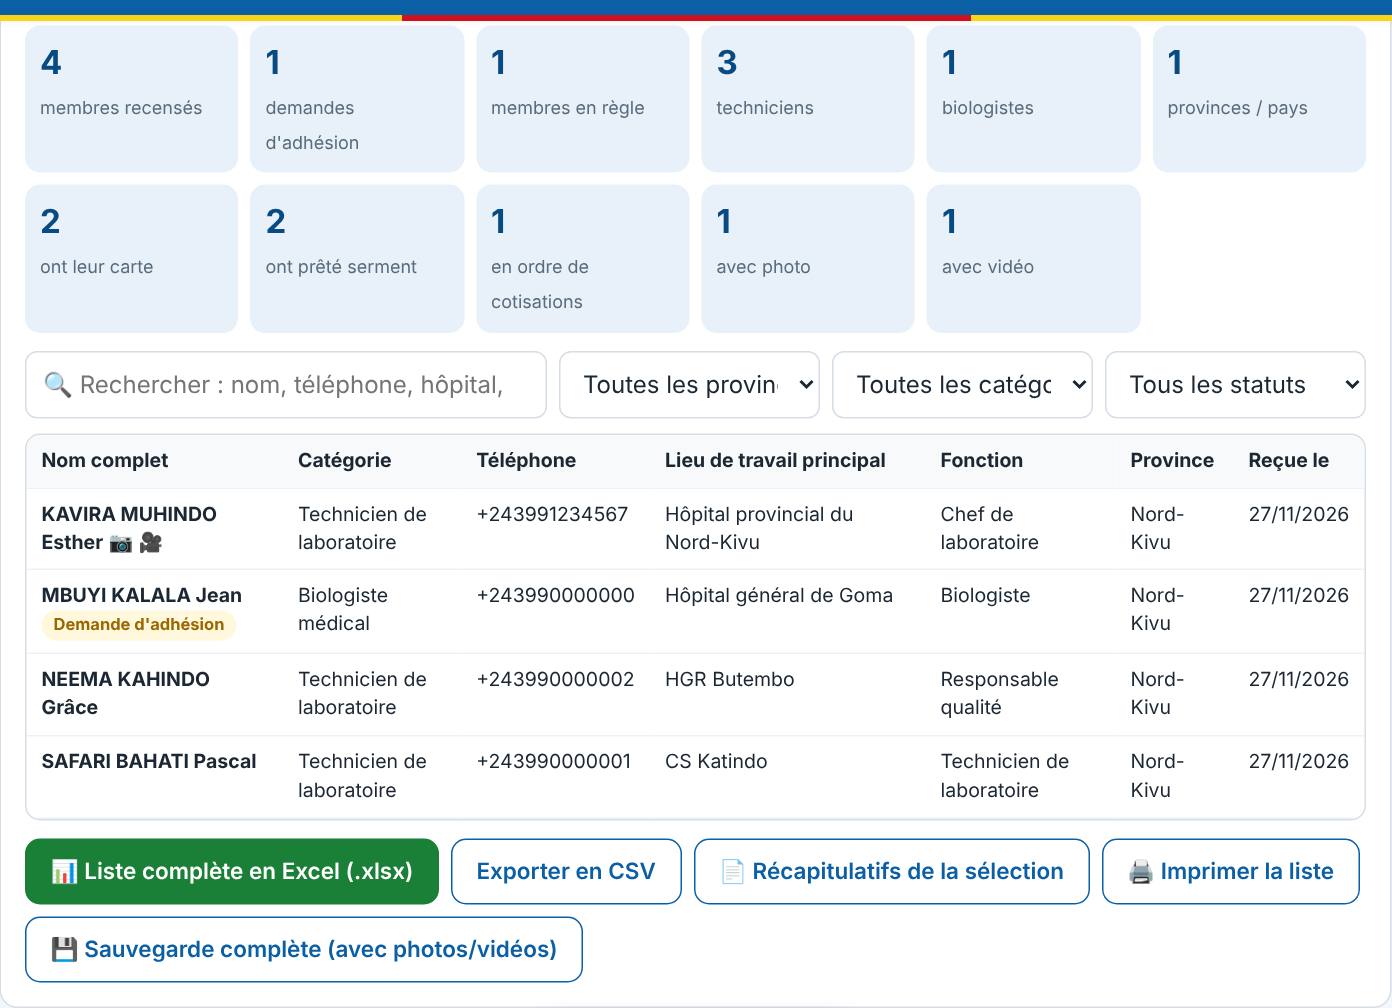 4
membres recensés
1
demandes
d'adhésion
1
membres en règle
3
techniciens
1
biologistes
1
provinces / pays
2
ont leur carte
2
ont prêté serment
1
en ordre de
cotisations
1
avec photo
1
avec vidéo
🔍 Rechercher : nom, téléphone, hôpital,
Toutes les provin
Toutes les catégo
Tous les statuts
Nom complet Catégorie Téléphone Lieu de travail principal Fonction Province Reçue le
KAVIRA MUHINDO Technicien de +243991234567 Hôpital provincial du Chef de Nord- 27/11/2026
Esther 📷 🎥 laboratoire Nord-Kivu laboratoire Kivu
MBUYI KALALA Jean Biologiste +243990000000 Hôpital général de Goma Biologiste Nord- 27/11/2026
Demande d'adhésion médical Kivu
NEEMA KAHINDO Technicien de +243990000002 HGR Butembo Responsable Nord- 27/11/2026
Grâce laboratoire qualité Kivu
SAFARI BAHATI Pascal Technicien de +243990000001 CS Katindo Technicien de Nord- 27/11/2026
laboratoire laboratoire Kivu
📊 Liste complète en Excel (.xlsx)
Exporter en CSV
📄 Récapitulatifs de la sélection
🖨️ Imprimer la liste
💾 Sauvegarde complète (avec photos/vidéos)